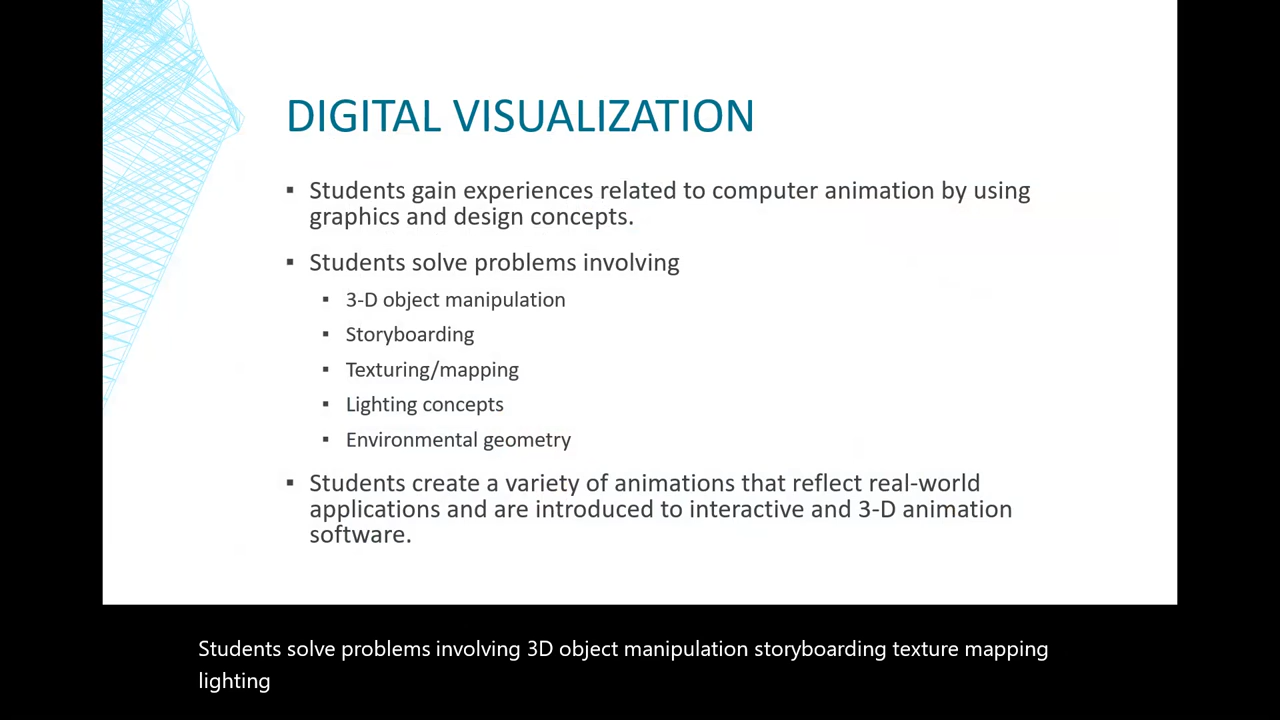 DIGITAL VISUALIZATION
▪ Students gain experiences related to computer animation by using
graphics and design concepts.
▪ Students solve problems involving
▪ 3-D object manipulation
▪ Storyboarding
▪ Texturing/mapping
▪ Lighting concepts
▪ Environmental geometry
▪ Students create a variety of animations that reflect real-world
applications and are introduced to interactive and 3-D animation
software.
Students solve problems involving 3D object manipulation storyboarding texture mapping
lighting